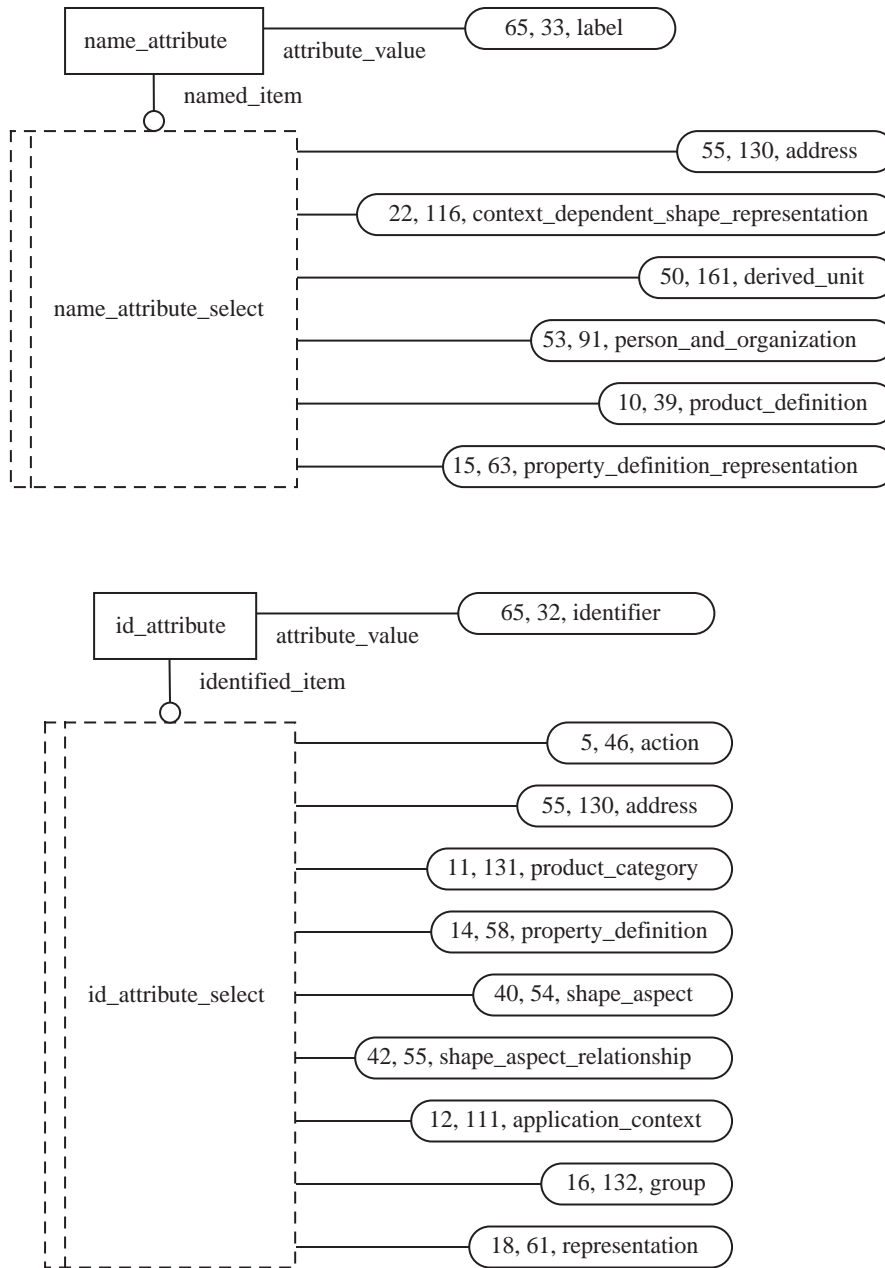 name_attribute
attribute_value
65, 33, label
named_item
55, 130, address
22, 116, context_dependent_shape_representation
50, 161, derived_unit
name_attribute_select
53, 91, person_and_organization
10, 39, product_definition
15, 63, property_definition_representation
id_attribute
attribute_value
65, 32, identifier
identified_item
5, 46, action
55, 130, address
11, 131, product_category
14, 58, property_definition
id_attribute_select
40, 54, shape_aspect
42, 55, shape_aspect_relationship
12, 111, application_context
16, 132, group
18, 61, representation